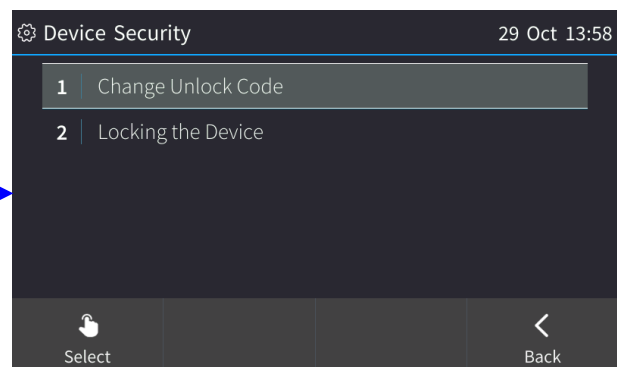 Device Security 29 Oct 13:58
1 Change Unlock Code
2 Locking the Device
Select Back